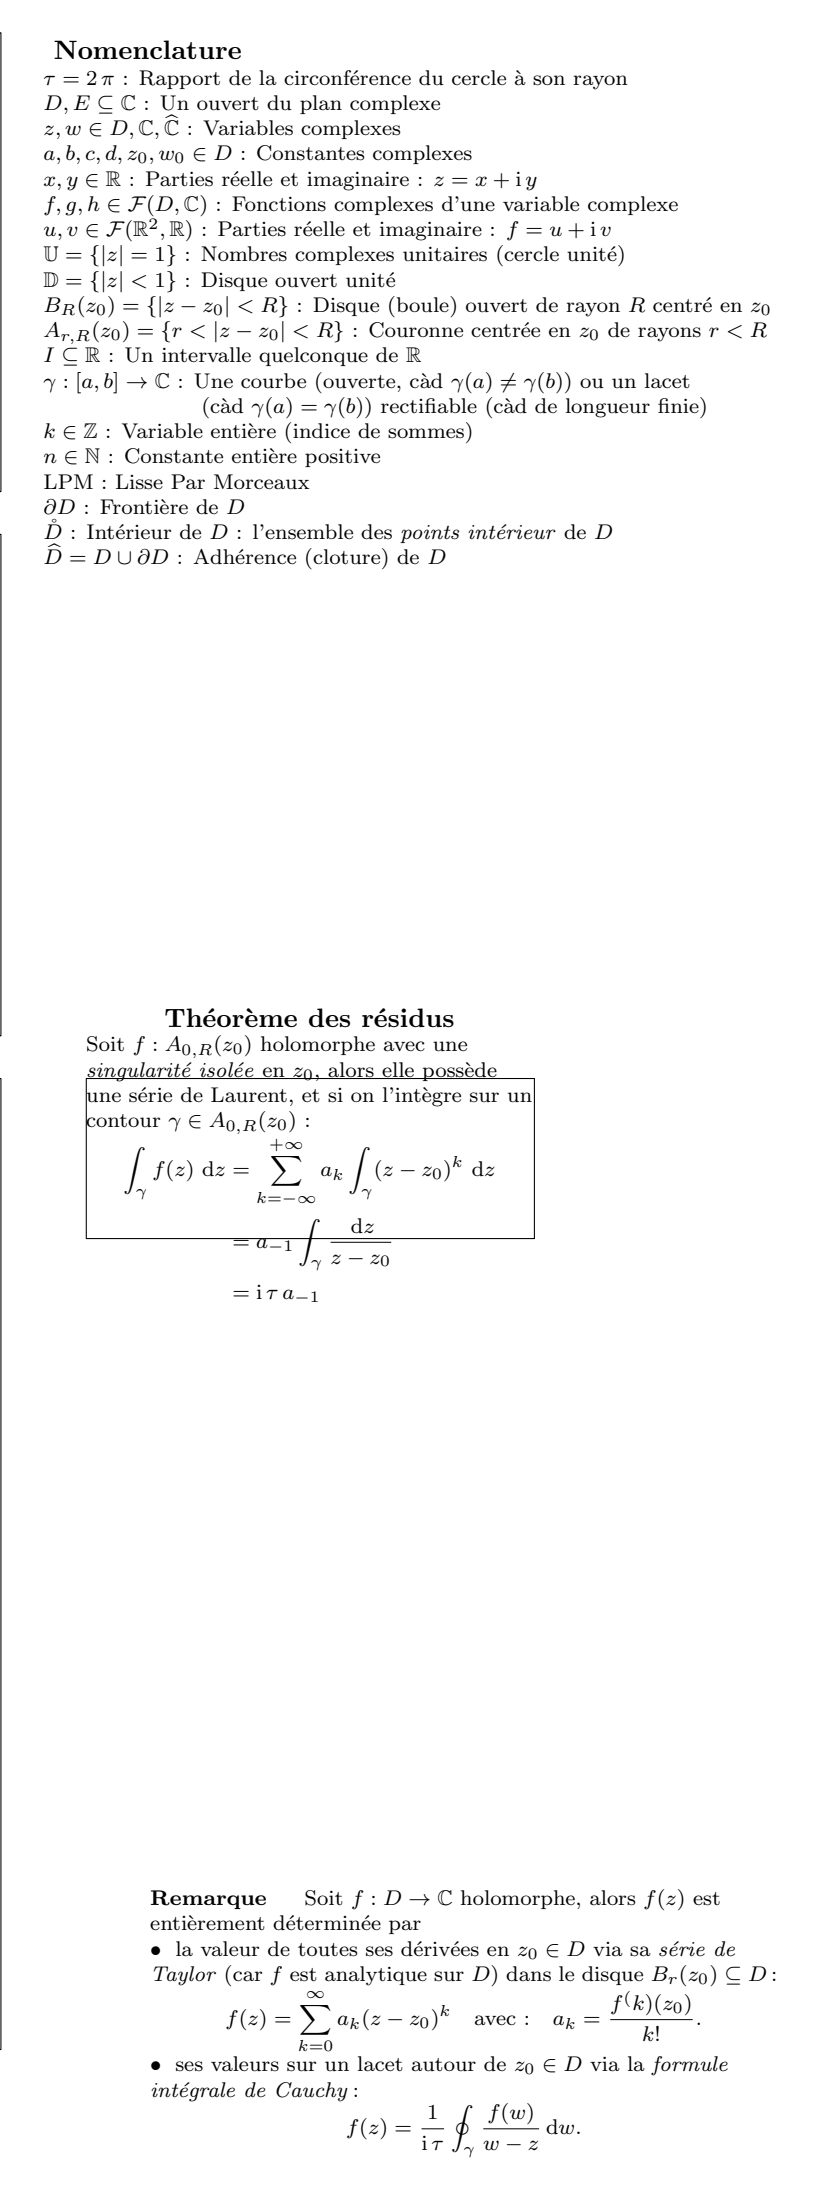 Nomenclature
τ = 2 π : Rapport de la circonférence du cercle à son rayon
D, E ⊆ ℂ : Un ouvert du plan complexe
z, w ∈ D, ℂ, ℂ̂ : Variables complexes
a, b, c, d, z₀, w₀ ∈ D : Constantes complexes
x, y ∈ ℝ : Parties réelle et imaginaire : z = x + i y
f, g, h ∈ ℱ(D, ℂ) : Fonctions complexes d'une variable complexe
u, v ∈ ℱ(ℝ², ℝ) : Parties réelle et imaginaire : f = u + i v
𝕌 = {|z| = 1} : Nombres complexes unitaires (cercle unité)
𝔻 = {|z| < 1} : Disque ouvert unité
B_R(z₀) = {|z − z₀| < R} : Disque (boule) ouvert de rayon R centré en z₀
A_{r,R}(z₀) = {r < |z − z₀| < R} : Couronne centrée en z₀ de rayons r < R
I ⊆ ℝ : Un intervalle quelconque de ℝ
γ : [a, b] → ℂ : Une courbe (ouverte, càd γ(a) ≠ γ(b)) ou un lacet
(càd γ(a) = γ(b)) rectifiable (càd de longueur finie)
k ∈ ℤ : Variable entière (indice de sommes)
n ∈ ℕ : Constante entière positive
LPM : Lisse Par Morceaux
∂D : Frontière de D
D̊ : Intérieur de D : l'ensemble des points intérieur de D
D̂ = D ∪ ∂D : Adhérence (cloture) de D
Théorème des résidus
Soit f : A_{0,R}(z₀) holomorphe avec une
singularité isolée en z₀, alors elle possède
une série de Laurent, et si on l'intègre sur un
contour γ ∈ A_{0,R}(z₀) :
∫_γ f(z) dz = ∑_{k=−∞}^{+∞} a_k ∫_γ (z − z₀)^k dz
= a_{−1} ∫_γ dz/(z − z₀)
= i τ a_{−1}
Remarque Soit f : D → ℂ holomorphe, alors f(z) est
entièrement déterminée par
• la valeur de toutes ses dérivées en z₀ ∈ D via sa série de
Taylor (car f est analytique sur D) dans le disque B_r(z₀) ⊆ D :
f(z) = ∑_{k=0}^{∞} a_k(z − z₀)^k avec : a_k = f^((k)(z₀)/k!.
• ses valeurs sur un lacet autour de z₀ ∈ D via la formule
intégrale de Cauchy :
f(z) = 1/(i τ) ∮_γ f(w)/(w − z) dw.